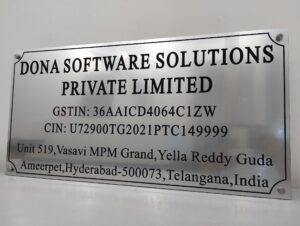 DONA SOFTWARE SOLUTIONS
PRIVATE LIMITED
GSTIN: 36AAICD4064C1ZW
CIN: U72900TG2021PTC149999
Unit 519,Vasavi MPM Grand,Yella Reddy Guda
Ameerpet,Hyderabad-500073,Telangana,India